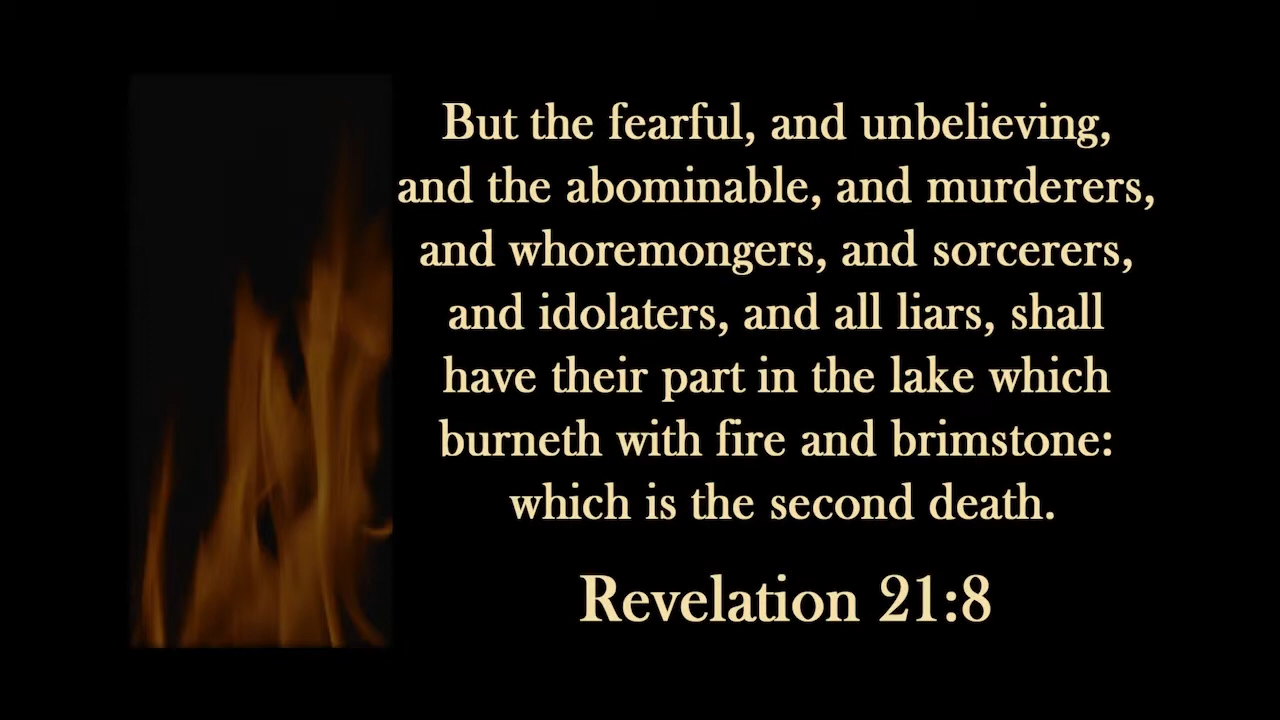 But the fearful, and unbelieving,
and the abominable, and murderers,
and whoremongers, and sorcerers,
and idolaters, and all liars, shall
have their part in the lake which
burneth with fire and brimstone:
which is the second death.
Revelation 21:8